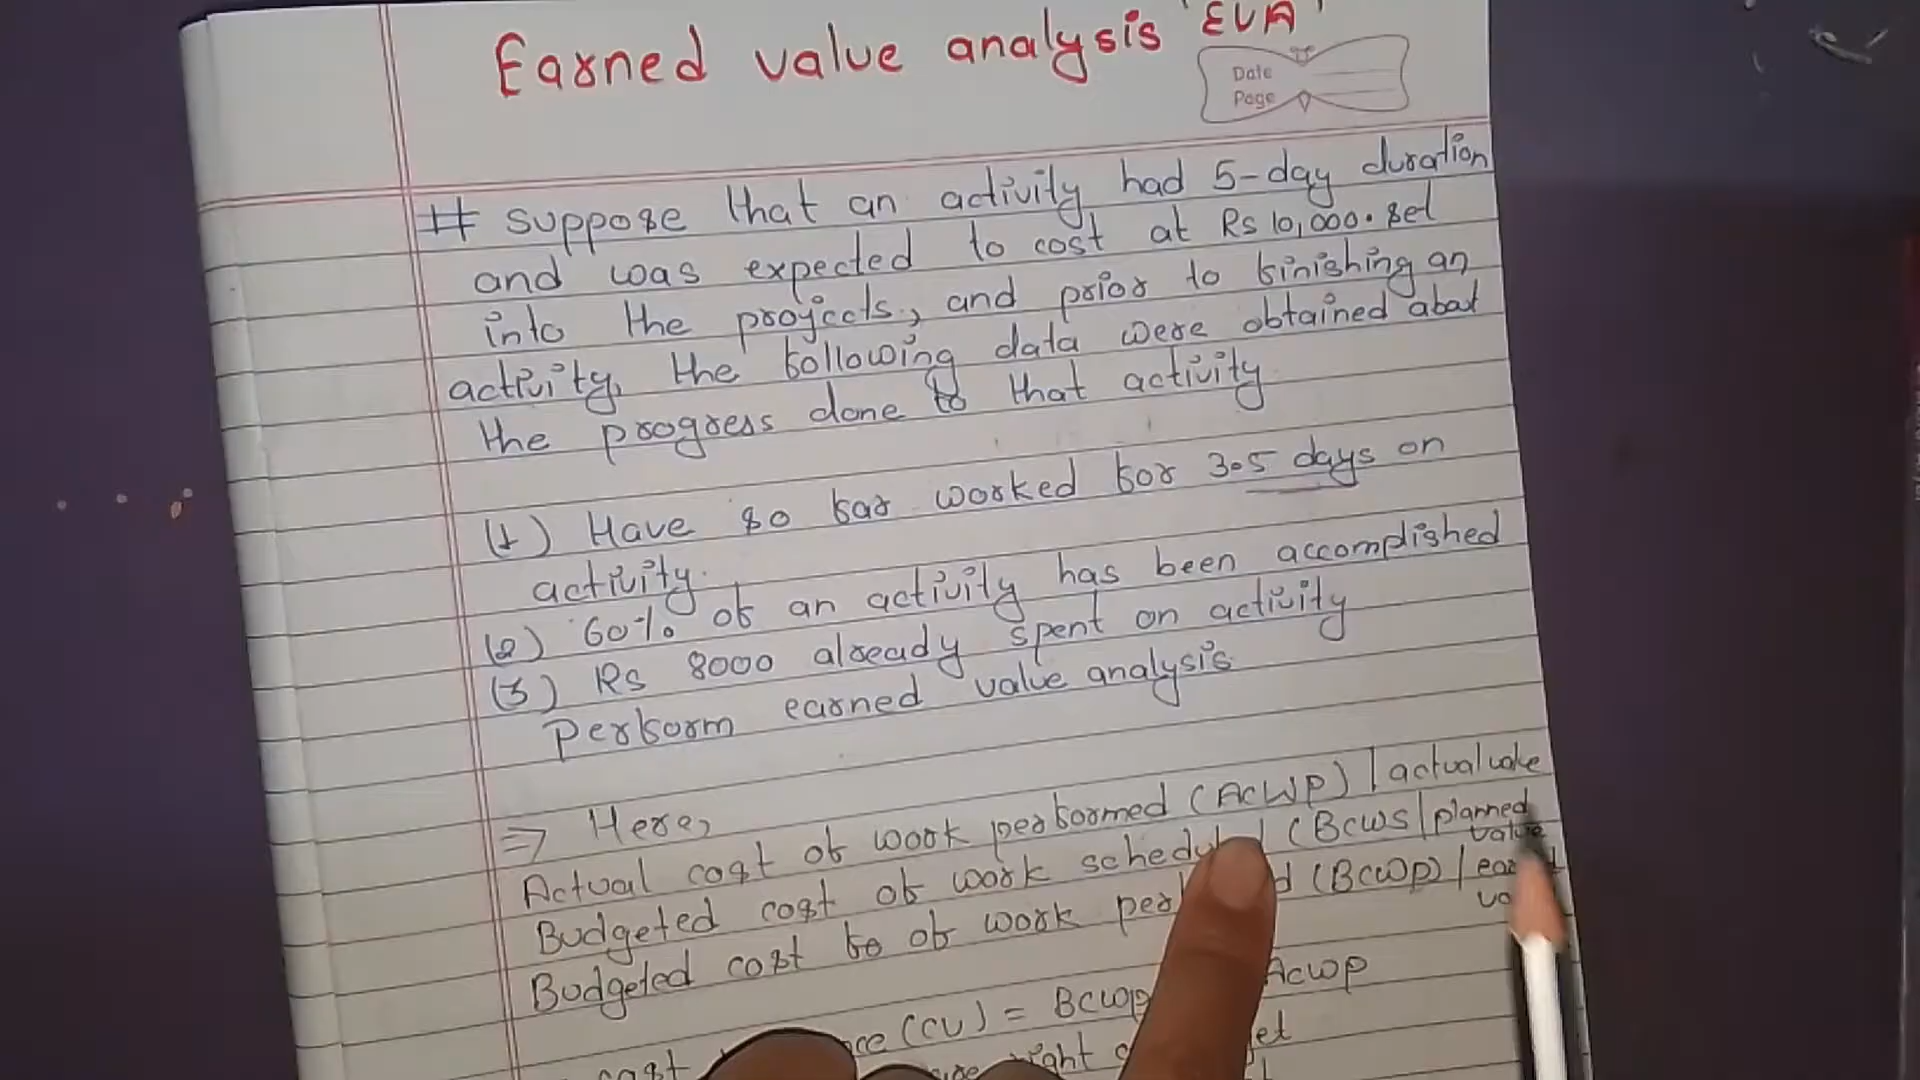 Earned value analysis 'EVA'
Date
Page
# suppose that an activity had 5-day duration
and was expected to cost at Rs 10,000. set
into the projects, and prior to finishing an
activity, the following data were obtained about
the progress done to that activity.
(1) Have so far worked for 3.5 days on
activity.
(2) 60% of an activity has been accomplished
(3) Rs 8000 already spent on activity
Perform earned value analysis.
⇒ Here,
Actual cost of work performed (ACWP) | actual value
Budgeted cost of work (BCWS | planned value
Budgeted cost to of work (BCWP) |
(CV) = BCWP ACWP
cost